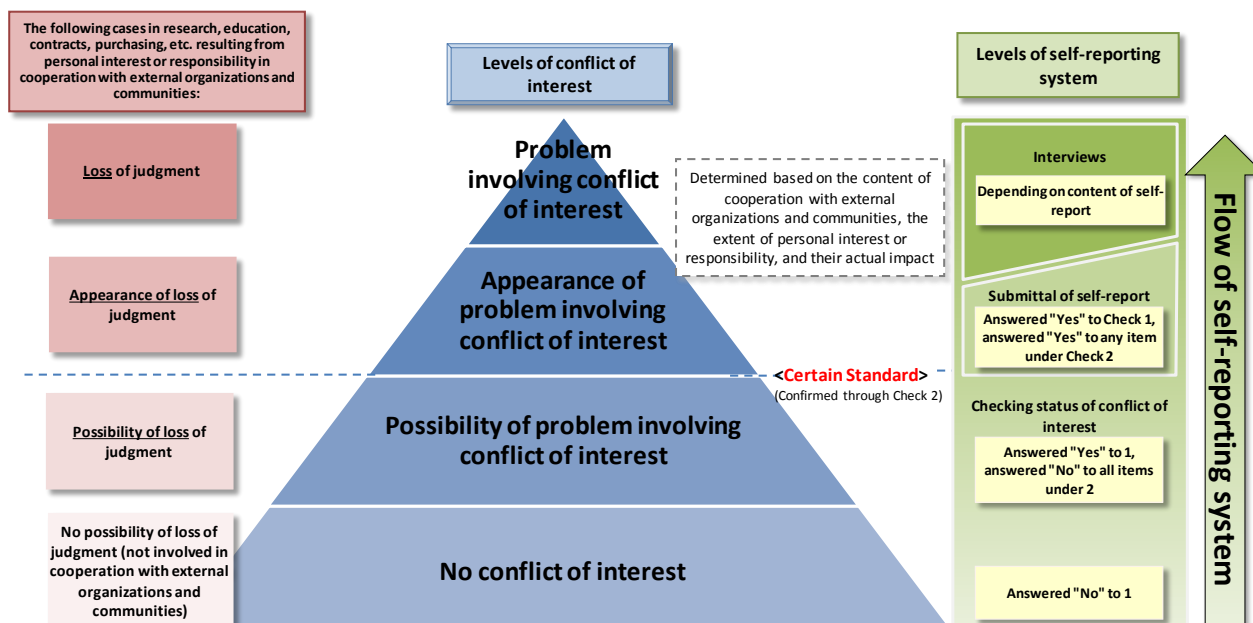 The following cases in research, education,
contracts, purchasing, etc. resulting from
personal interest or responsibility in
cooperation with external organizations and
communities:
Loss of judgment
Appearance of loss of
judgment
Possibility of loss of
judgment
No possibility of loss of
judgment (not involved in
cooperation with external
organizations and
communities)
Levels of conflict of
interest
Problem
involving conflict
of interest
Appearance of
problem involving
conflict of interest
Possibility of problem involving
conflict of interest
No conflict of interest
Determined based on the content of
cooperation with external
organizations and communities, the
extent of personal interest or
responsibility, and their actual impact
<Certain Standard>
(Confirmed through Check 2)
Levels of self-reporting
system
Interviews
Depending on content of self-
report
Submittal of self-report
Answered "Yes" to Check 1,
answered "Yes" to any item
under Check 2
Checking status of conflict of
interest
Answered "Yes" to 1,
answered "No" to all items
under 2
Answered "No" to 1
Flow of self-reporting system